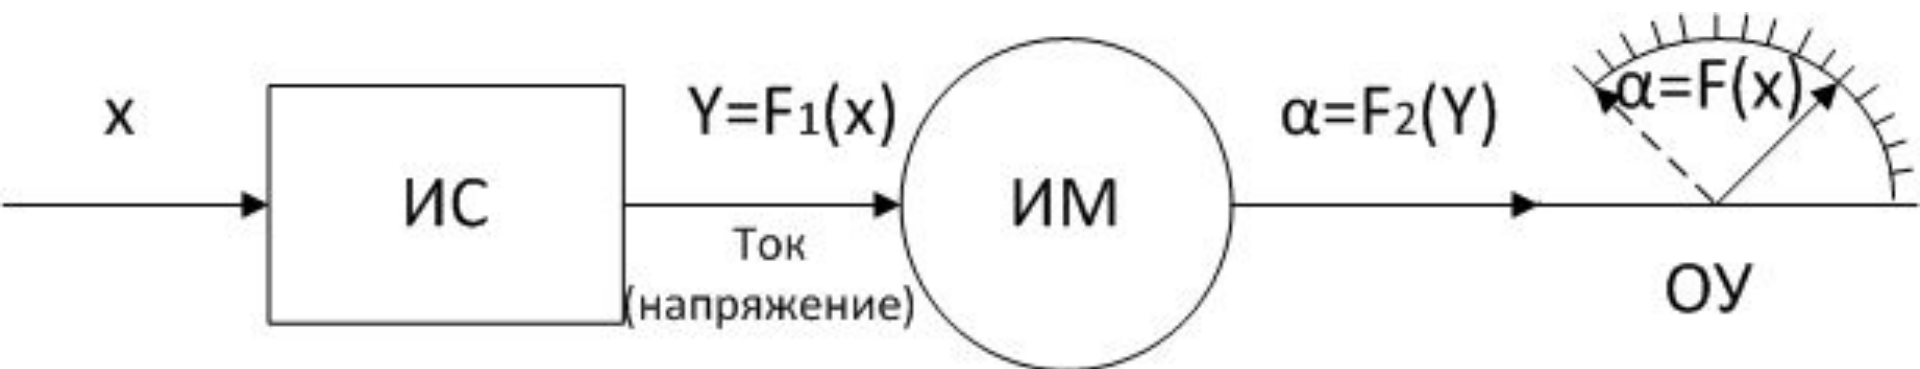 x
ИС
Y=F1(x)
Ток
(напряжение)
ИМ
α=F2(Y)
α=F(x)
ОУ